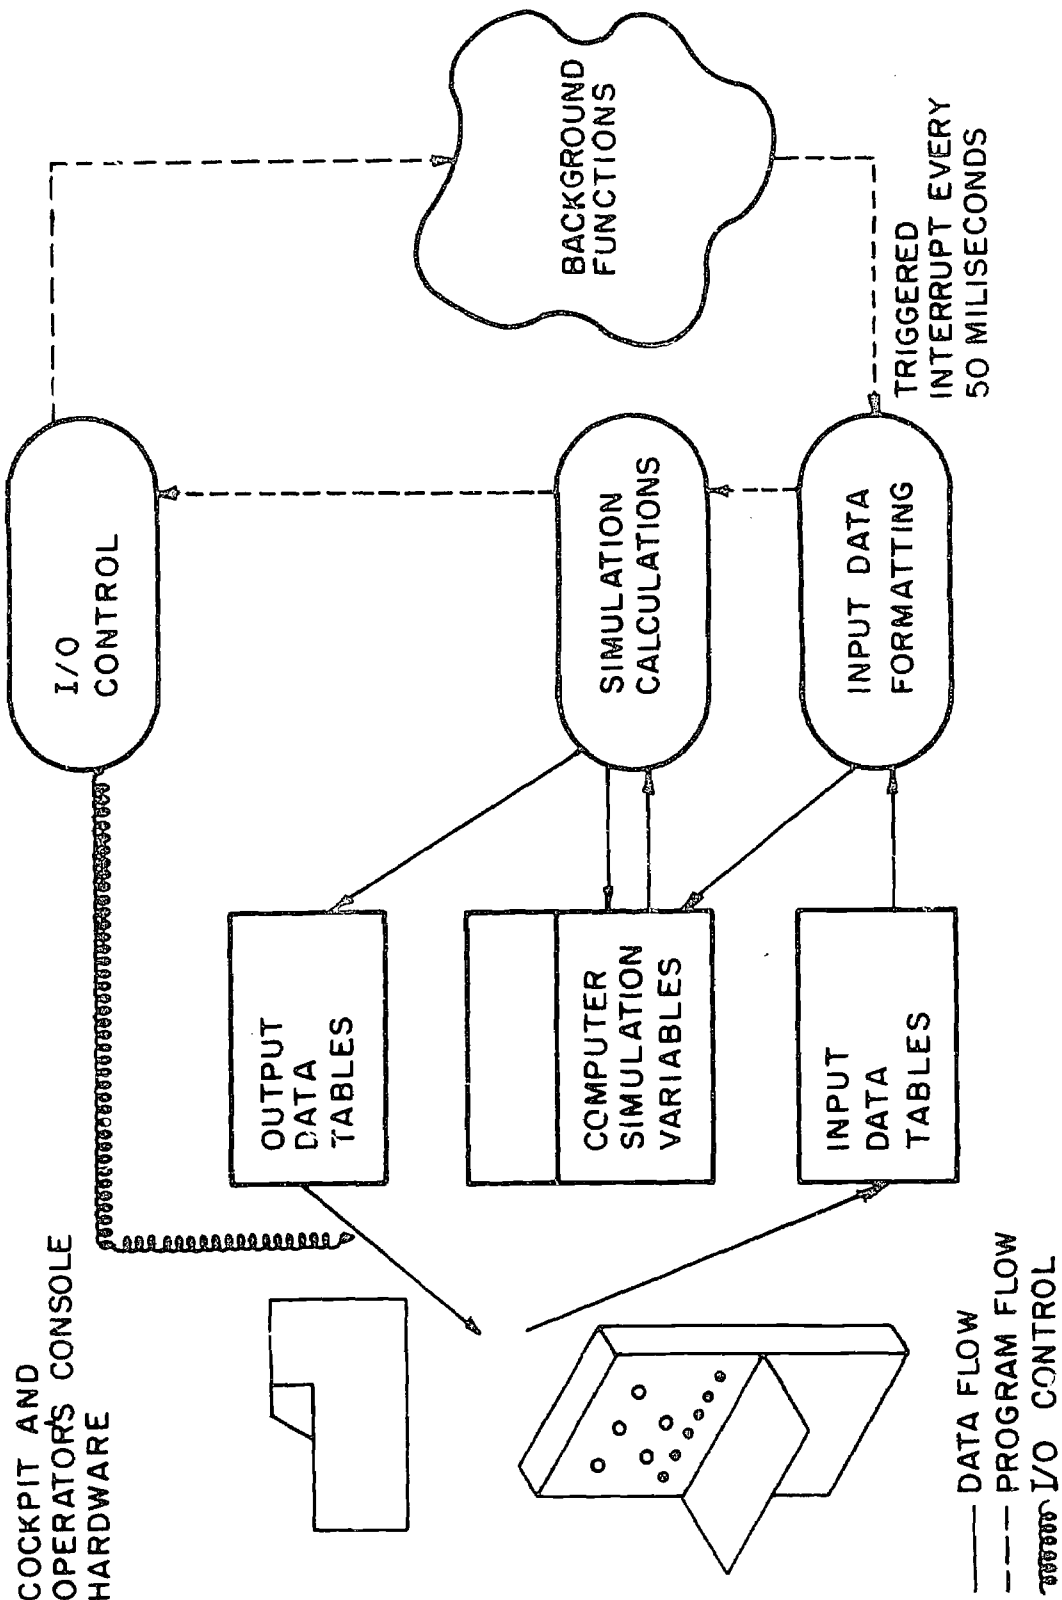 COCKPIT AND
OPERATOR'S CONSOLE
HARDWARE
I/O
CONTROL
OUTPUT
DATA
TABLES
COMPUTER
SIMULATION
VARIABLES
SIMULATION
CALCULATIONS
BACKGROUND
FUNCTIONS
INPUT
DATA
TABLES
INPUT DATA
FORMATTING
TRIGGERED
INTERRUPT EVERY
50 MILISECONDS
DATA FLOW
PROGRAM FLOW
I/O CONTROL